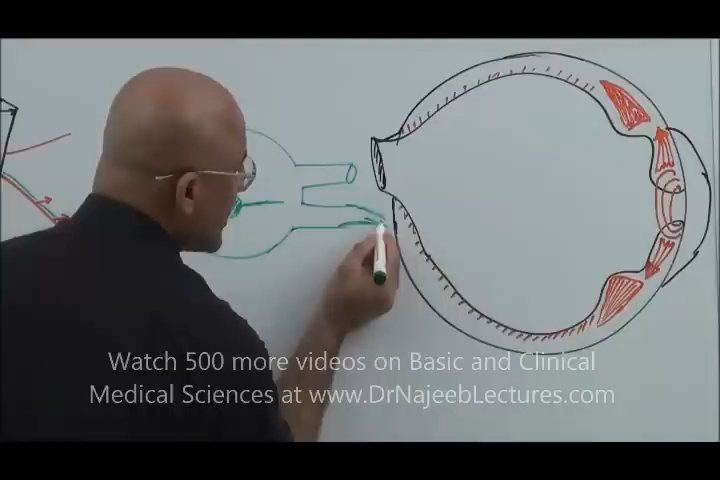 Watch 500 more videos on Basic and Clinical
Medical Sciences at www.DrNajeebLectures.com